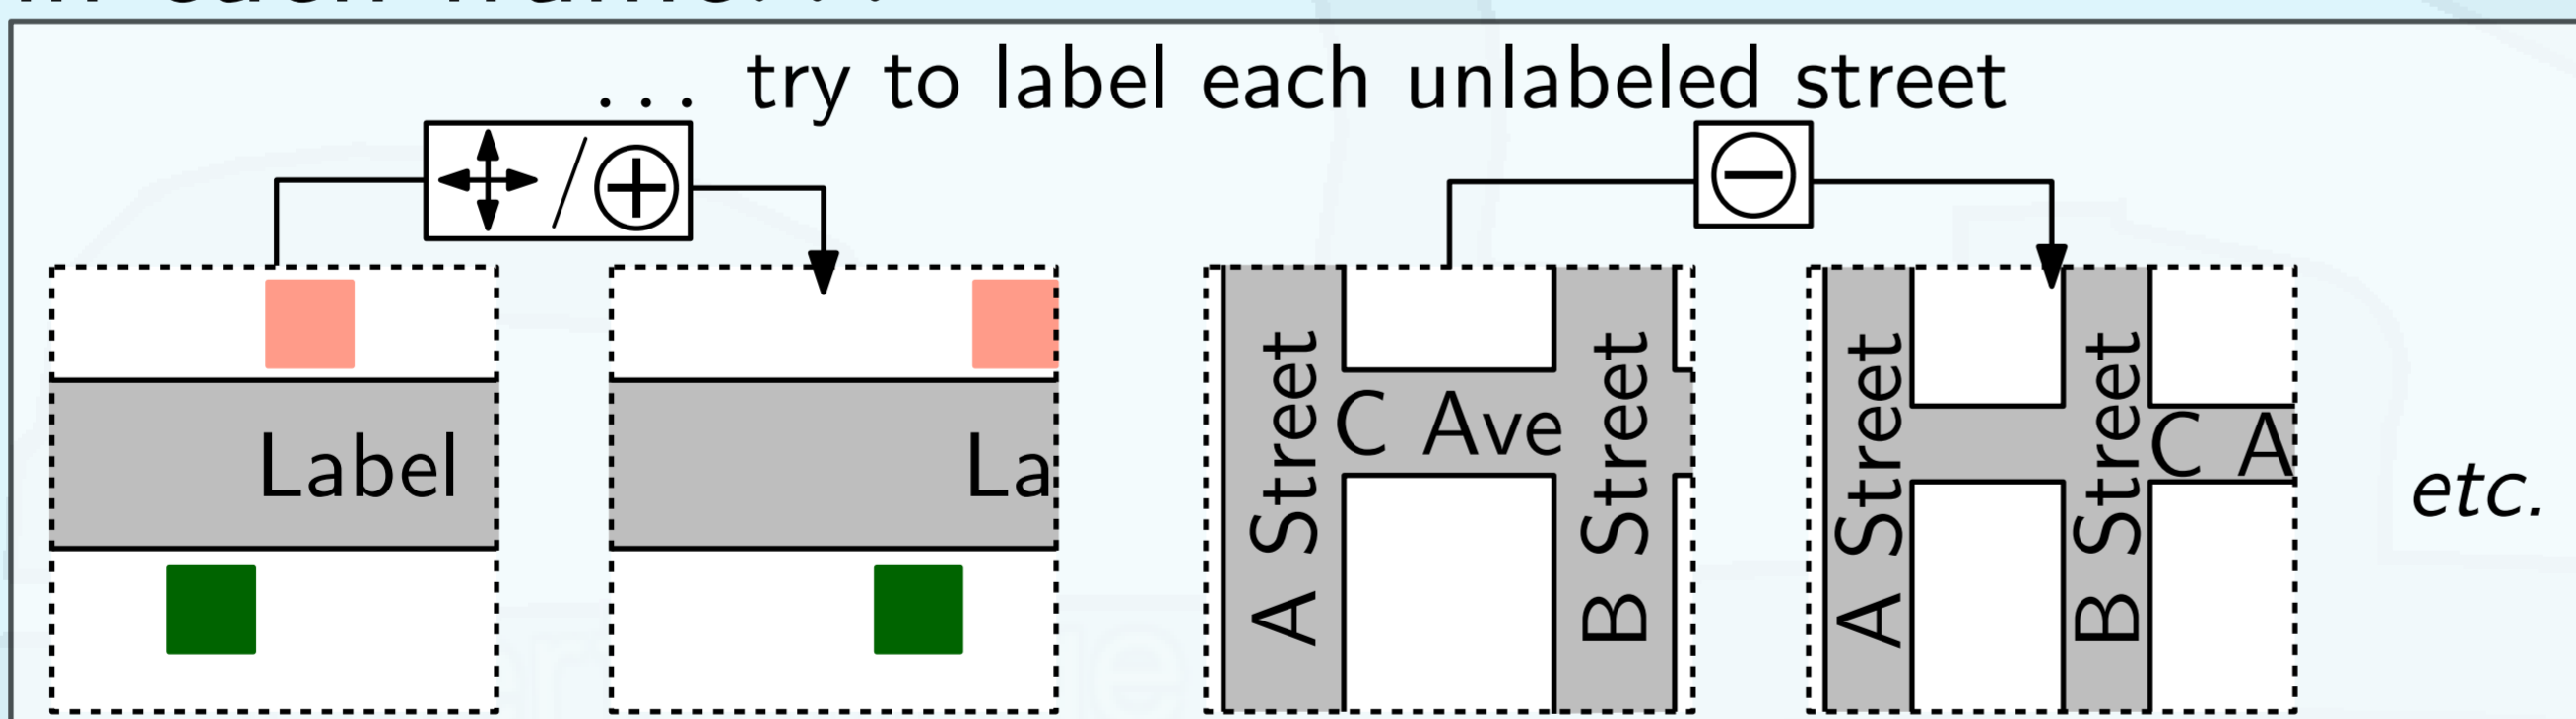 ... try to label each unlabeled street
Label
La
A Street
C Ave
B Street
A Street
B Street
C A
etc.